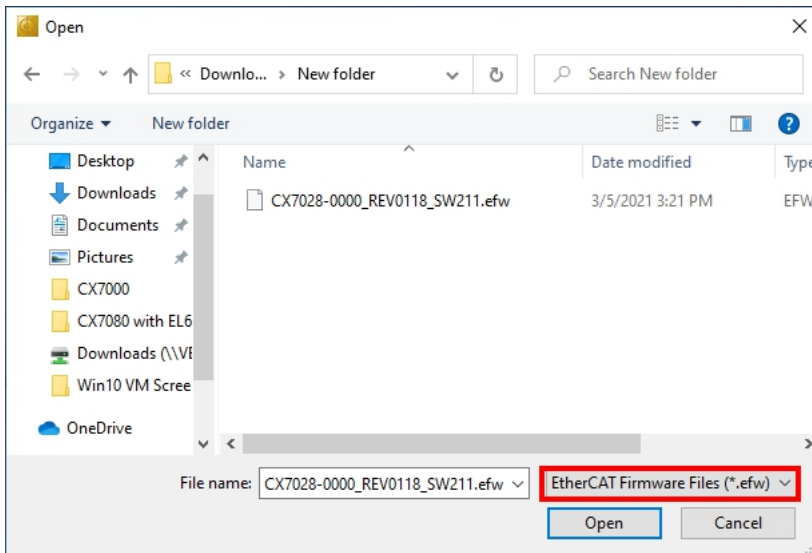 Open
« Downlo... › New folder
Search New folder
Organize New folder
Name Date modified Type
Desktop
Downloads
Documents
Pictures
CX7000
CX7080 with EL6
Downloads (\\VE
Win10 VM Scree
OneDrive
CX7028-0000_REV0118_SW211.efw 3/5/2021 3:21 PM EFW
File name: CX7028-0000_REV0118_SW211.efw EtherCAT Firmware Files (*.efw)
Open Cancel